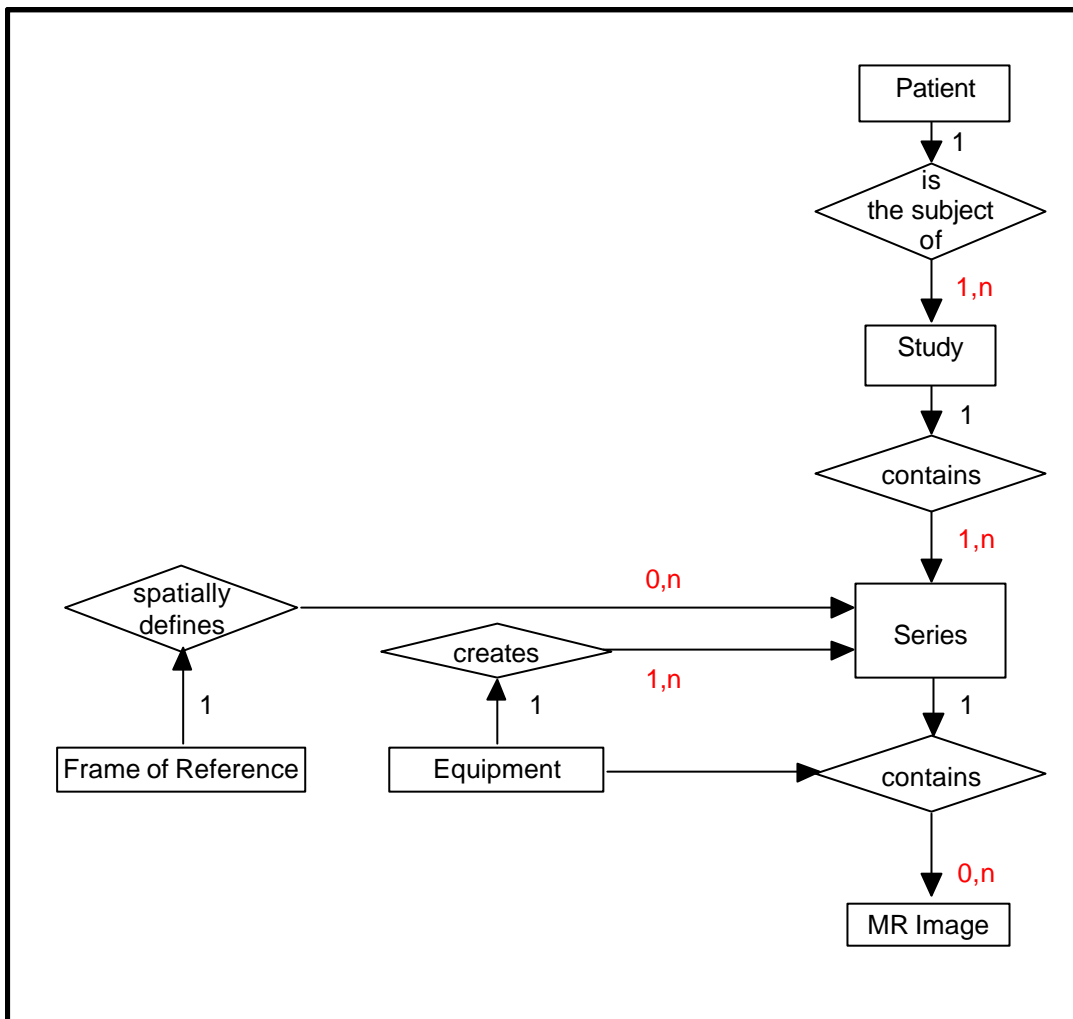 Patient
1
is
the subject
of
1,n
Study
1
contains
1,n
spatially
defines
0,n
creates
1,n
Series
1
1
1
Frame of Reference
Equipment
contains
0,n
MR Image